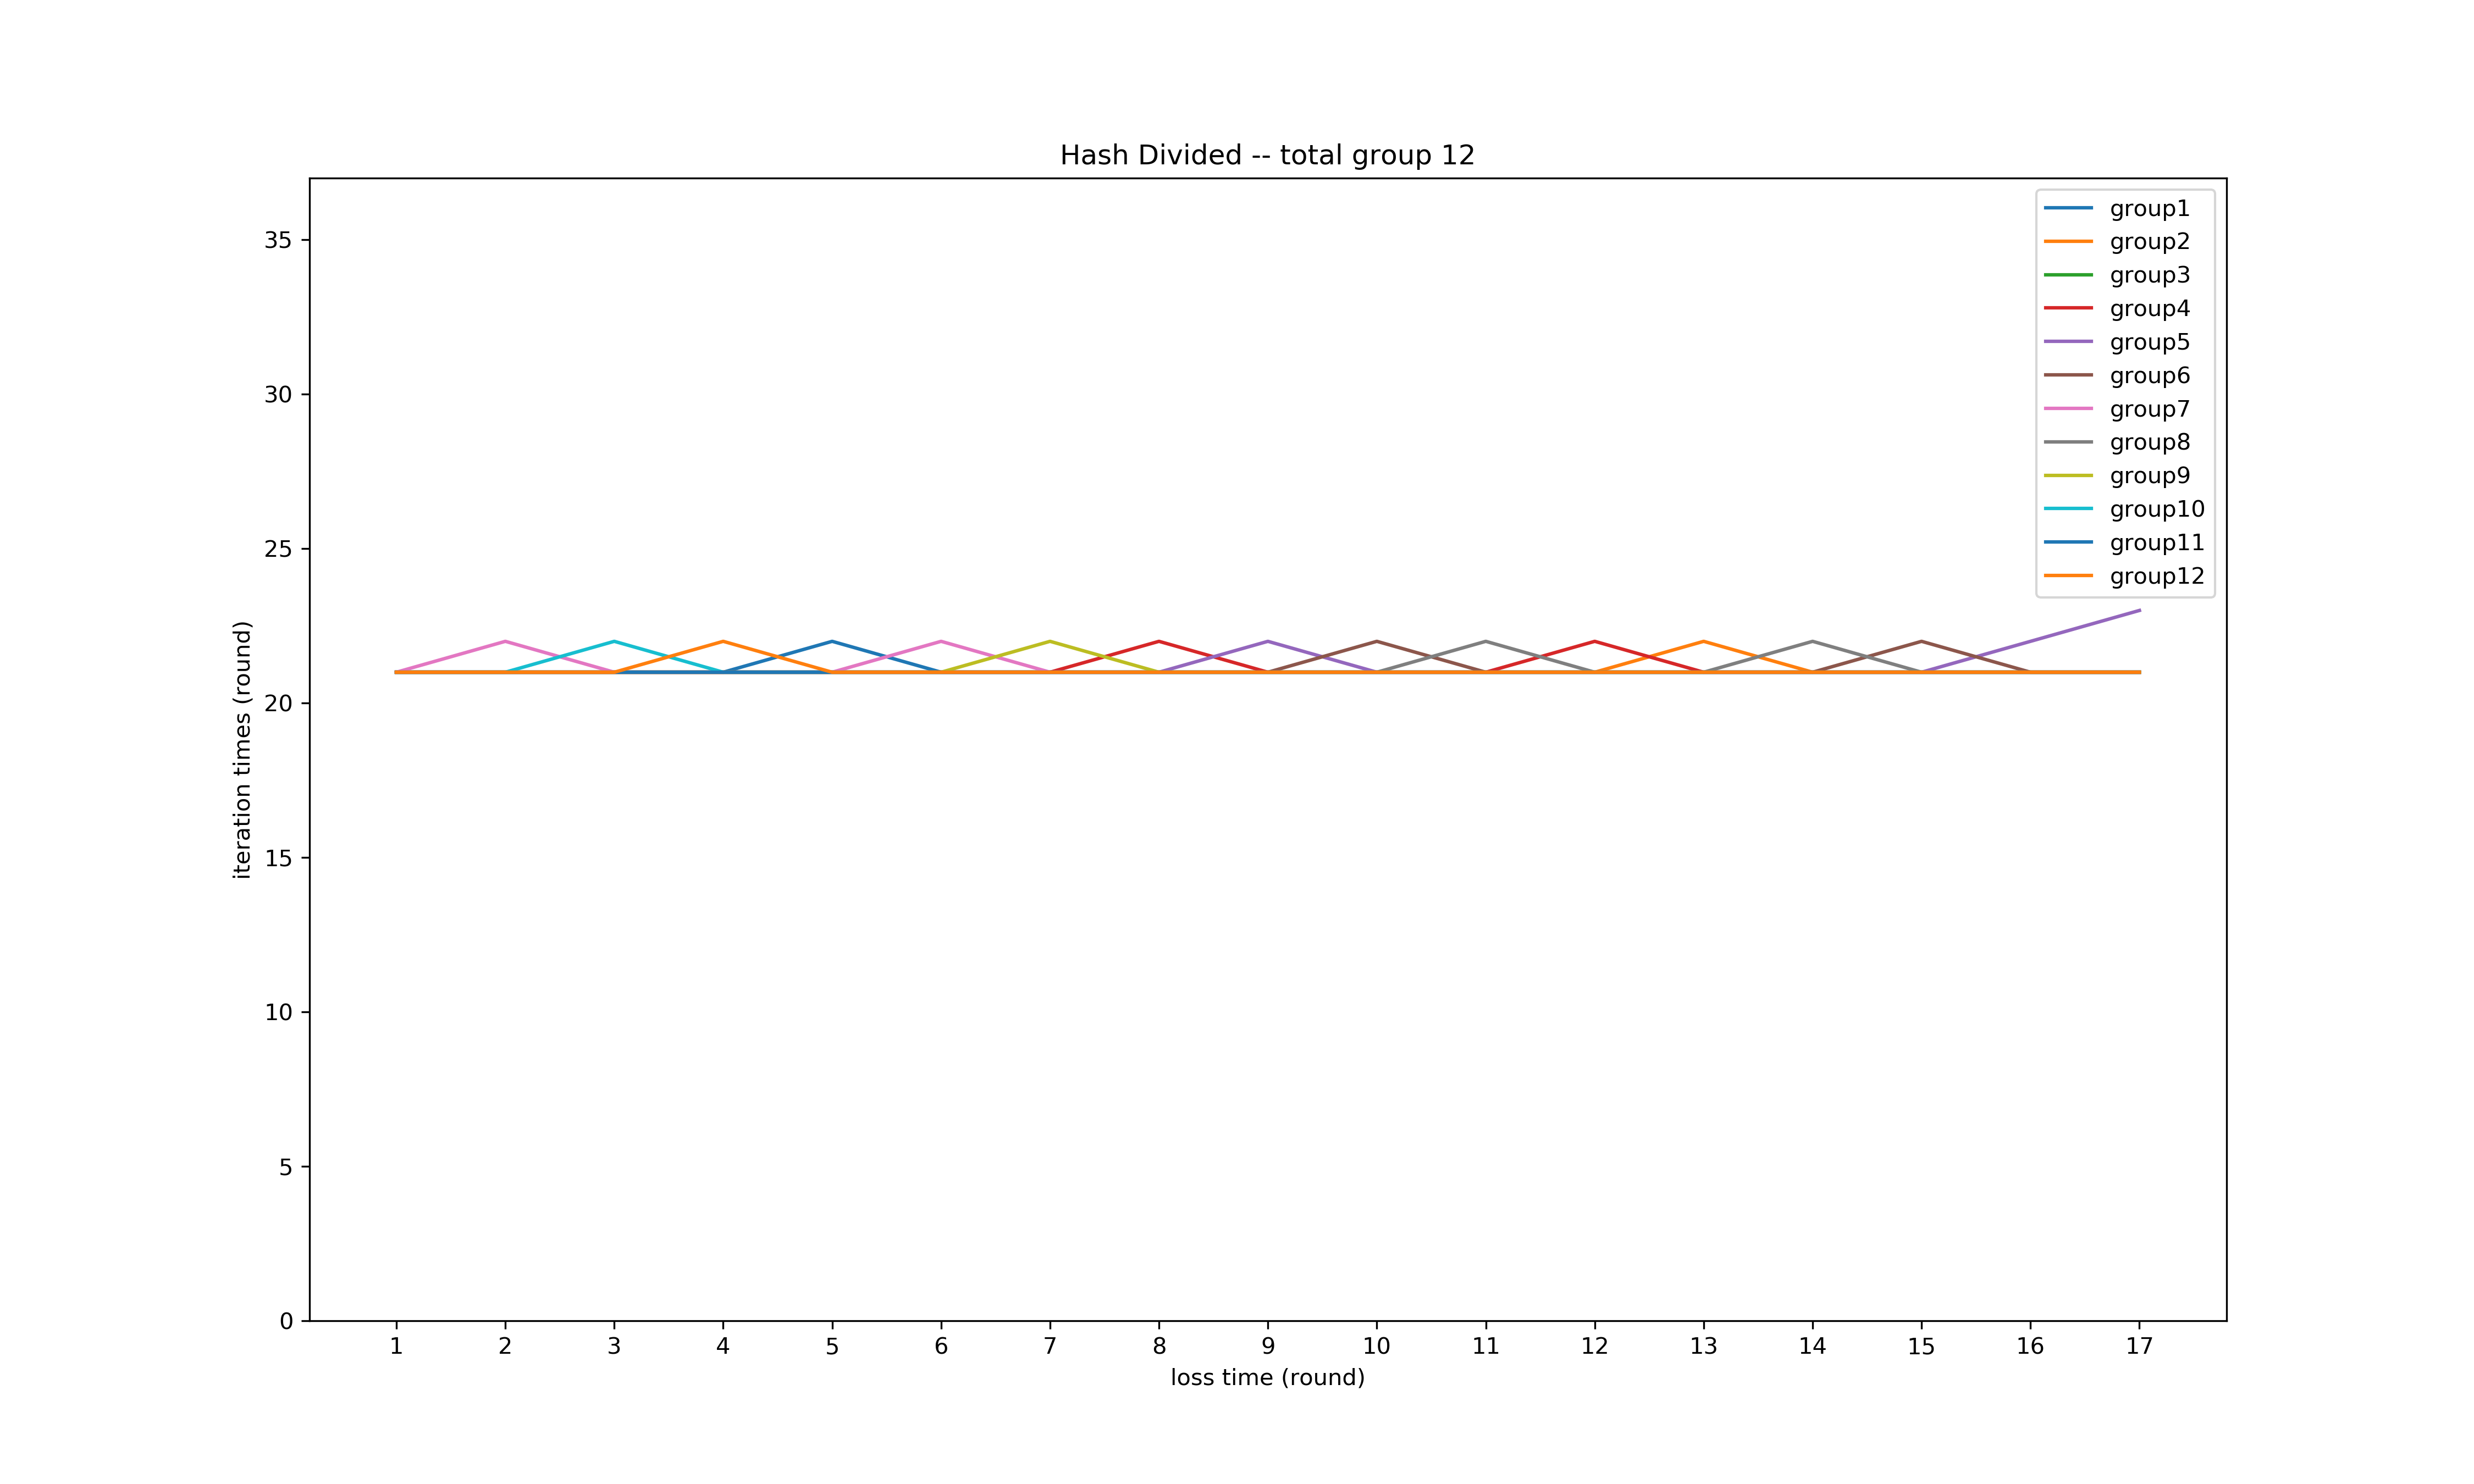 Hash Divided -- total group 12
group1
group2
group3
group4
group5
group6
group7
group8
group9
group10
group11
group12
35
30
25
20
15
10
5
0
iteration times (round)
1 2 3 4 5 6 7 8 9 10 11 12 13 14 15 16 17
loss time (round)